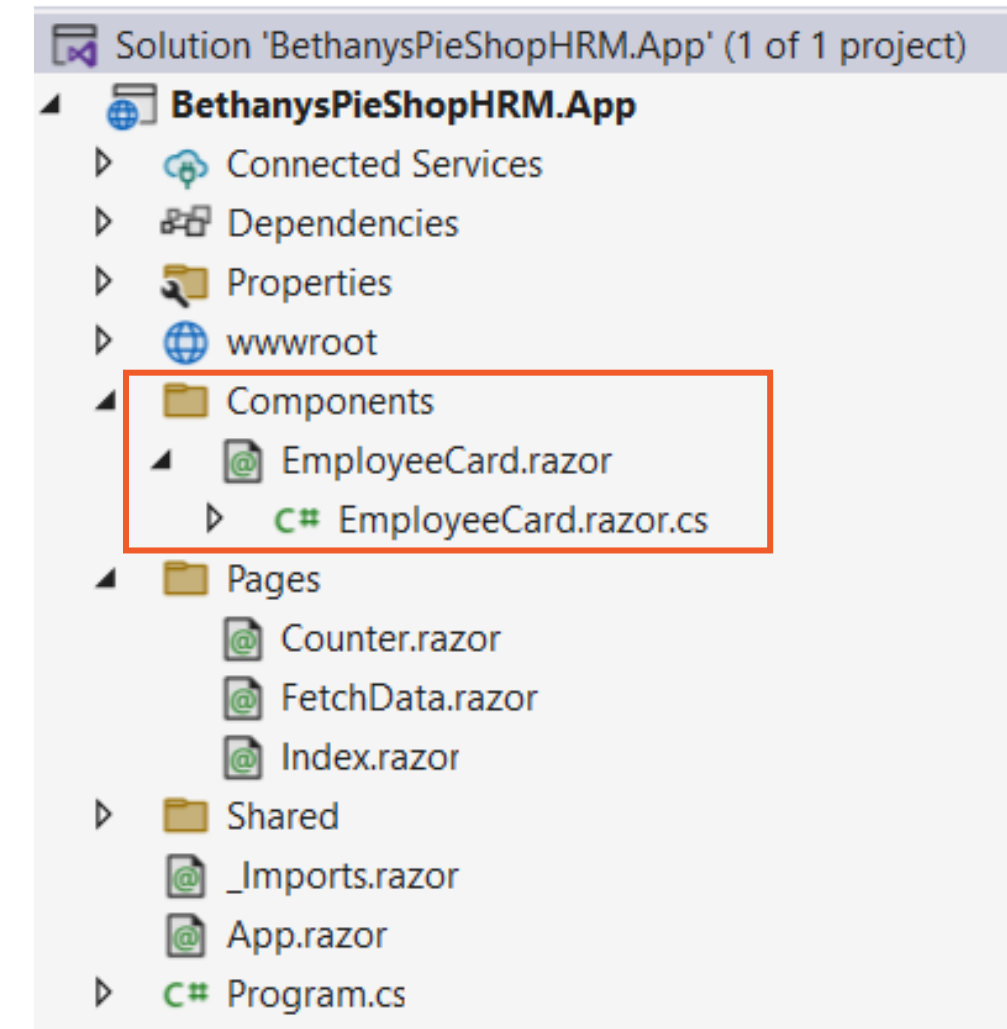 Solution 'BethanysPieShopHRM.App' (1 of 1 project)
BethanysPieShopHRM.App
Connected Services
Dependencies
Properties
wwwroot
Components
EmployeeCard.razor
C# EmployeeCard.razor.cs
Pages
Counter.razor
FetchData.razor
Index.razor
Shared
_Imports.razor
App.razor
C# Program.cs